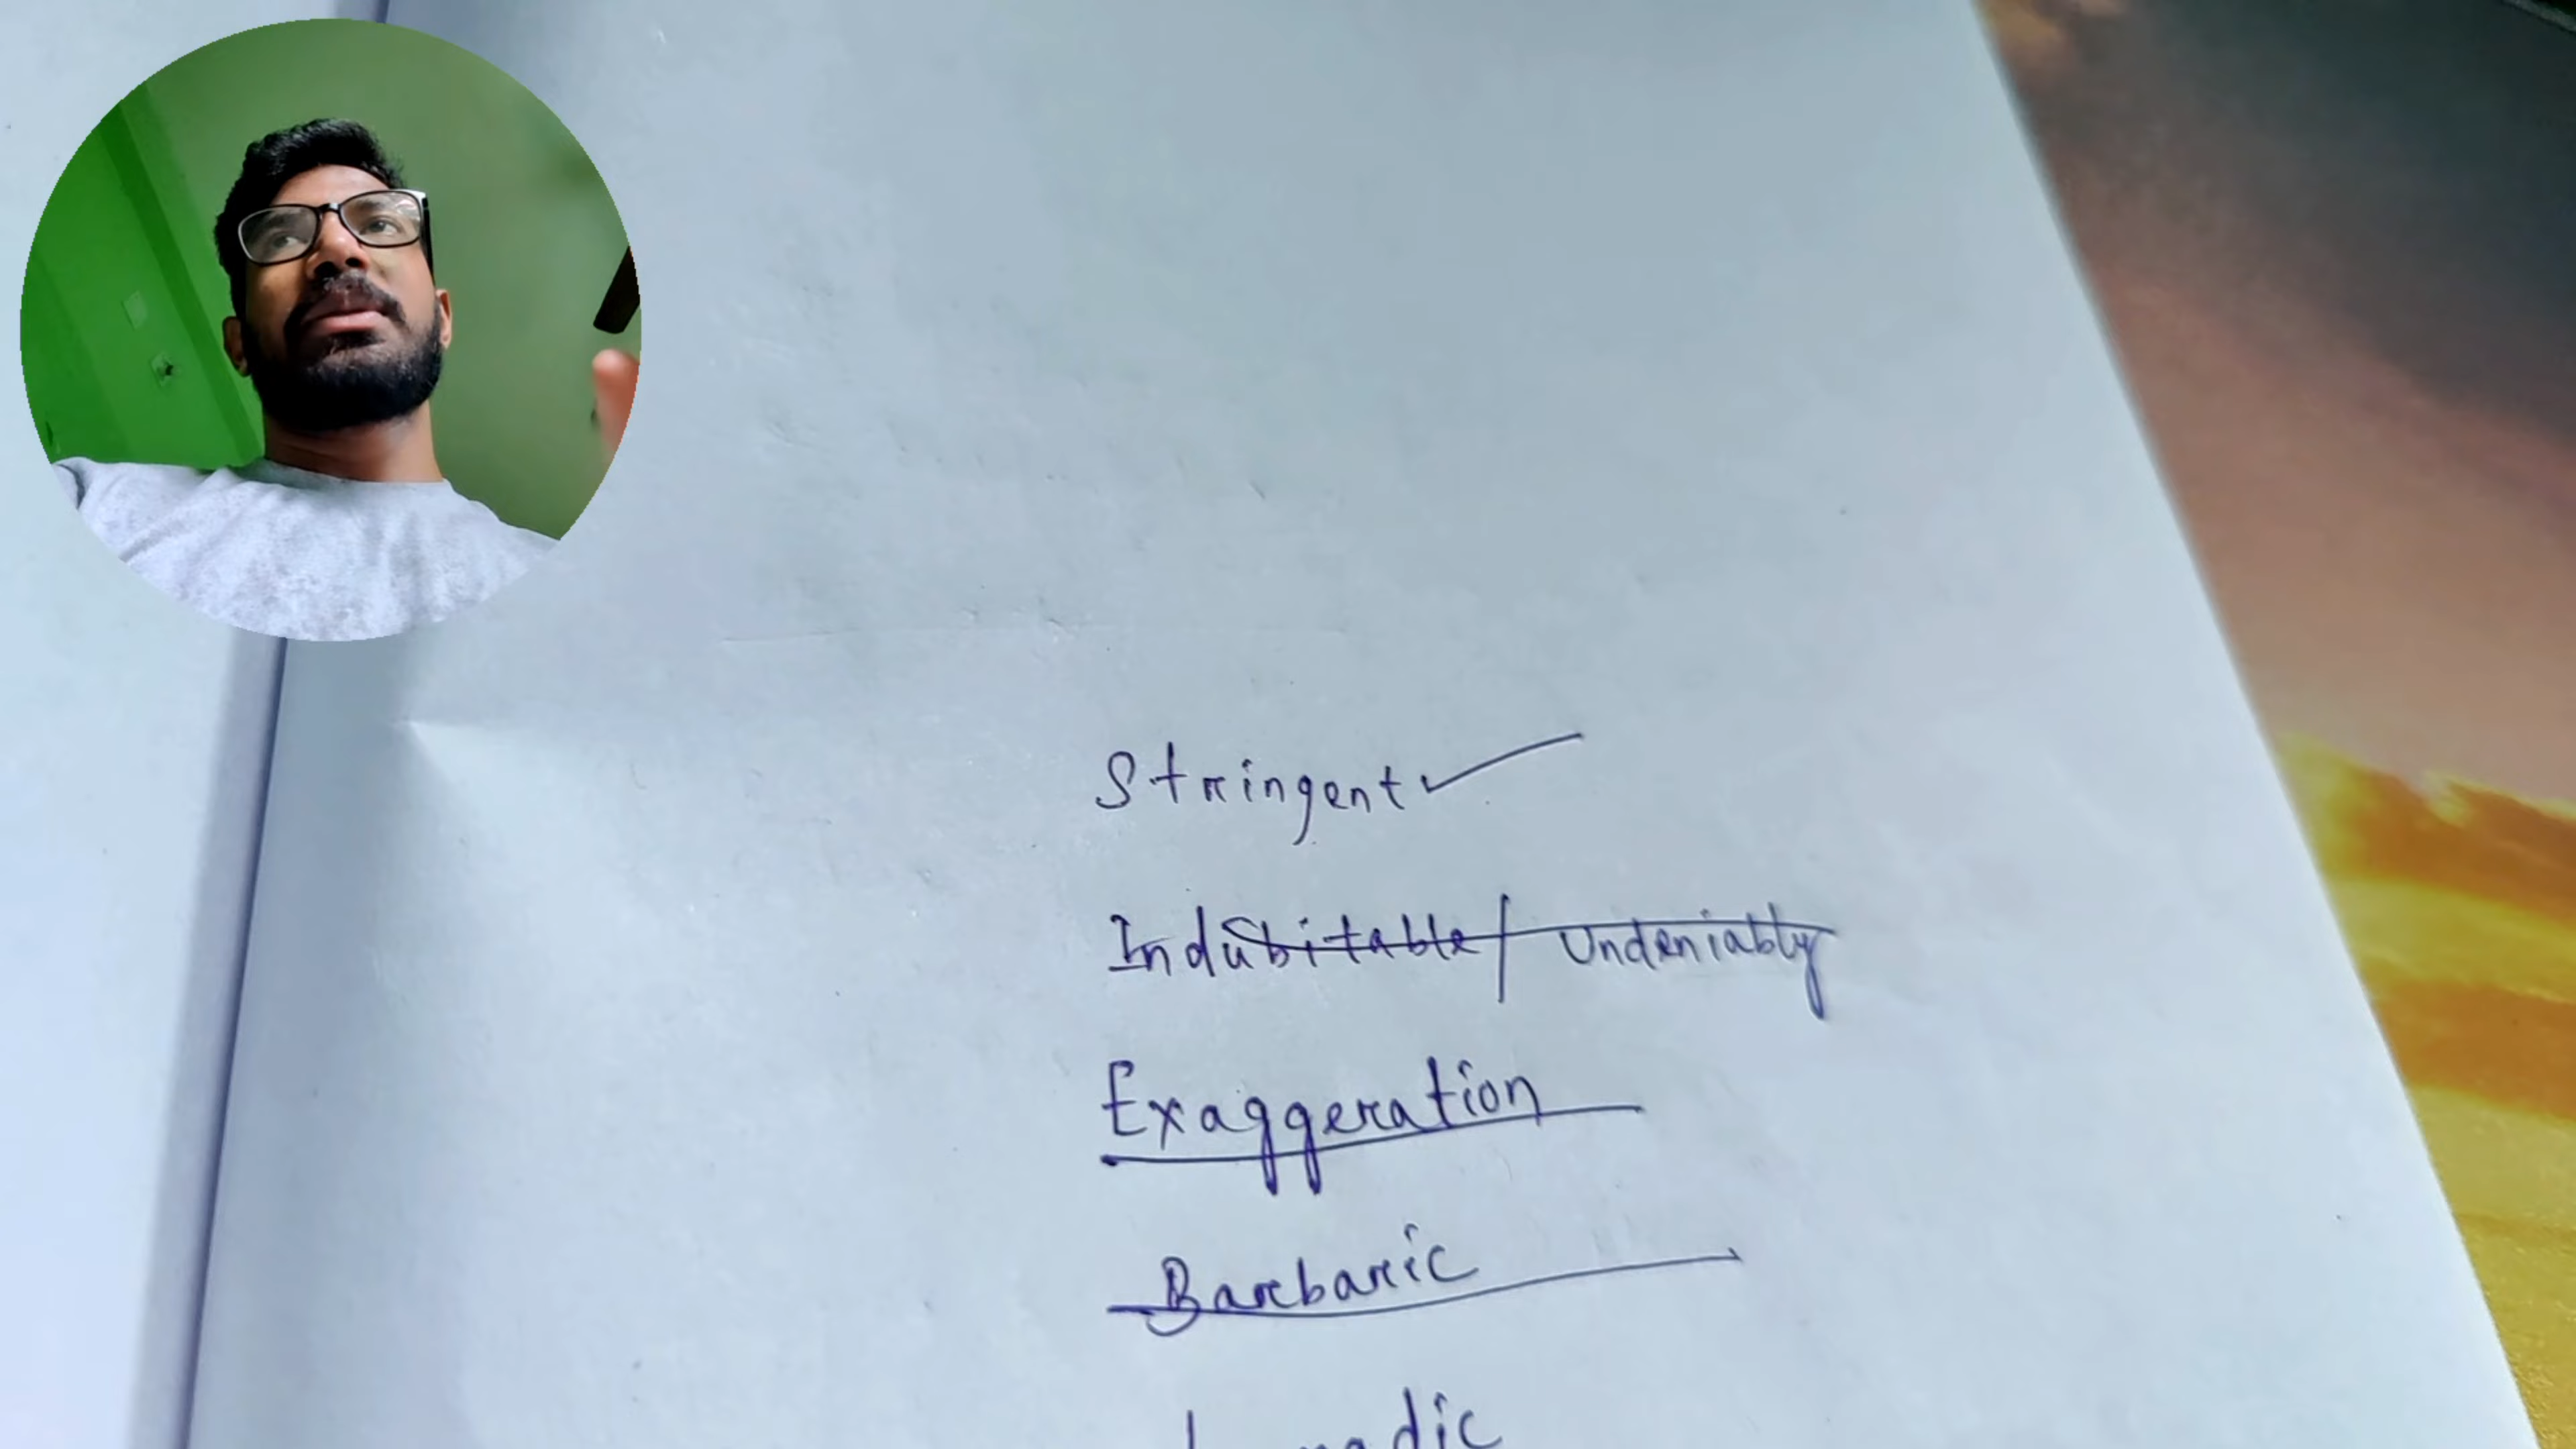 Stringent
Indubitable / Undeniably
Exaggeration
Barbaric